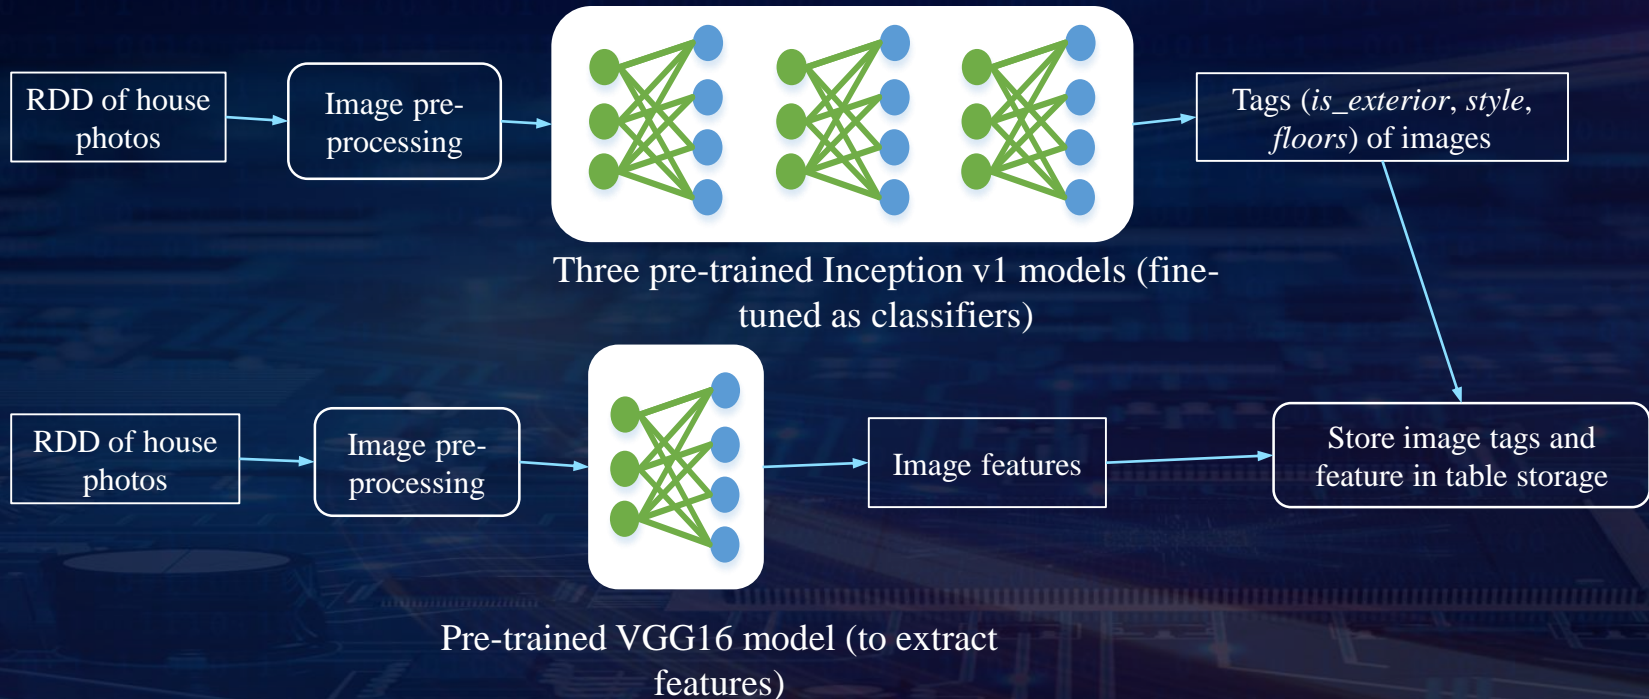 RDD of house
photos
Image pre-
processing
Tags (is_exterior, style,
floors) of images
Three pre-trained Inception v1 models (fine-
tuned as classifiers)
RDD of house
photos
Image pre-
processing
Image features
Store image tags and
feature in table storage
Pre-trained VGG16 model (to extract
features)